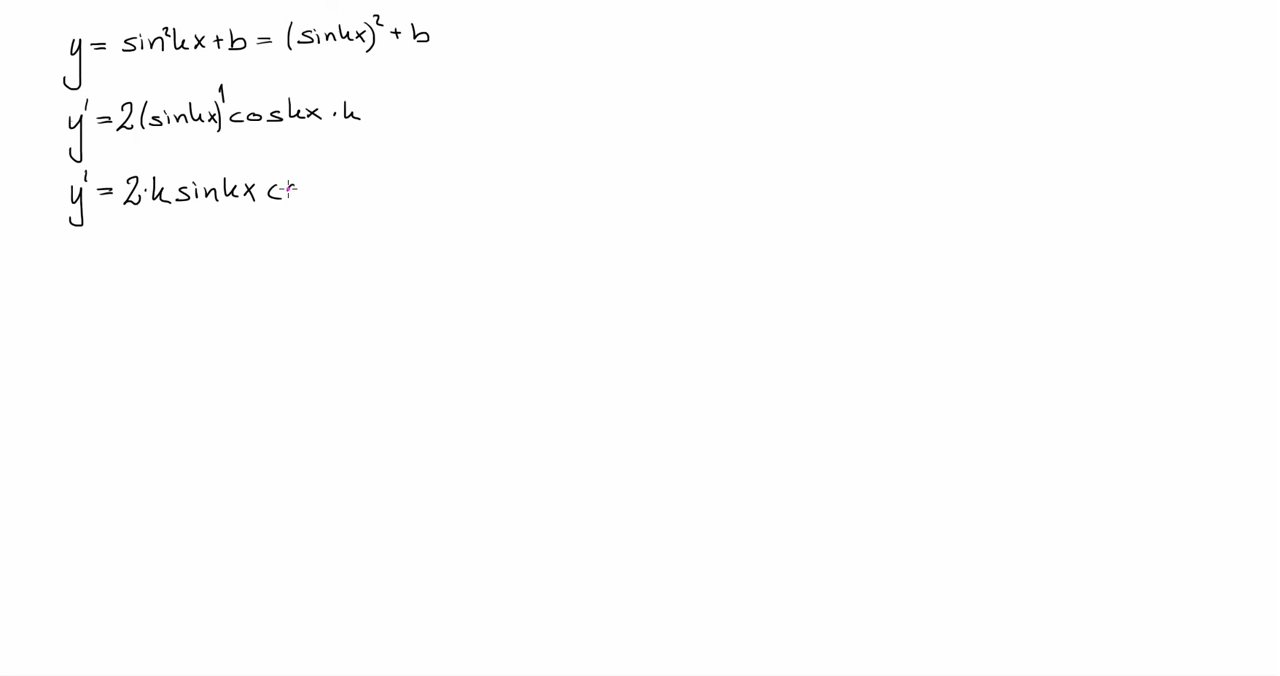 y = sin²kx + b = (sinkx)² + b
y' = 2(sinkx)¹coskx · k
y' = 2·k sinkx c